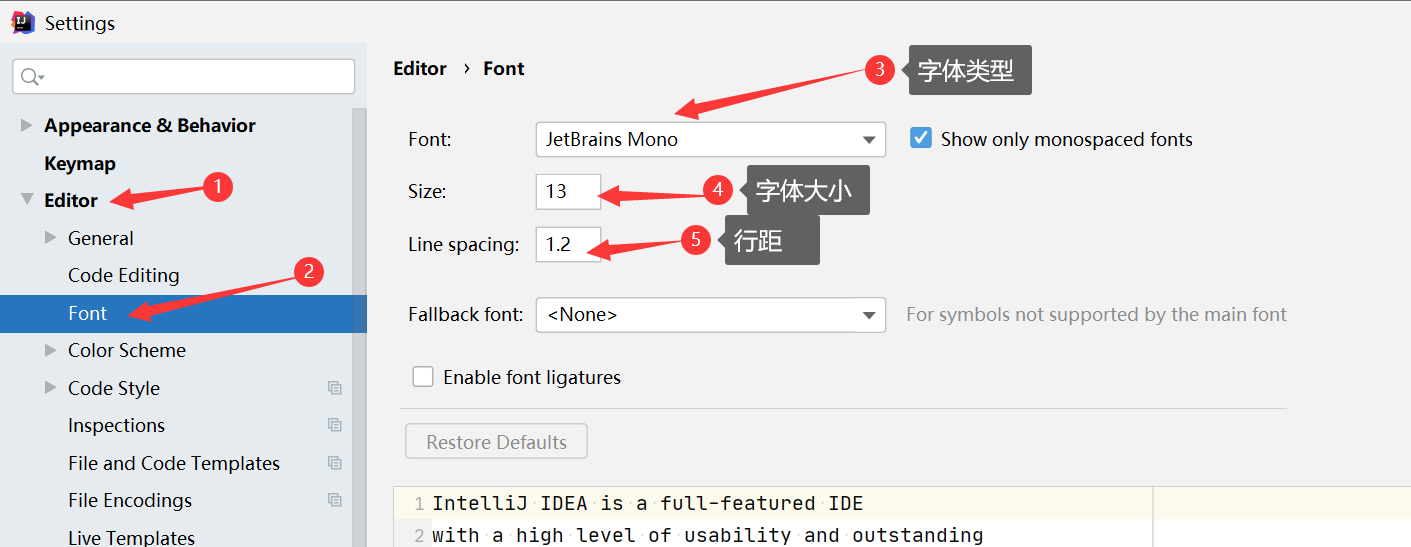 Settings
Appearance & Behavior
Keymap
Editor
1
General
Code Editing
2
Font
Color Scheme
Code Style
Inspections
File and Code Templates
File Encodings
Live Templates
Editor › Font
3 字体类型
Font: JetBrains Mono Show only monospaced fonts
Size: 13 4 字体大小
Line spacing: 1.2 5 行距
Fallback font: <None> For symbols not supported by the main font
Enable font ligatures
Restore Defaults
1 IntelliJ IDEA is a full-featured IDE
2 with a high level of usability and outstanding